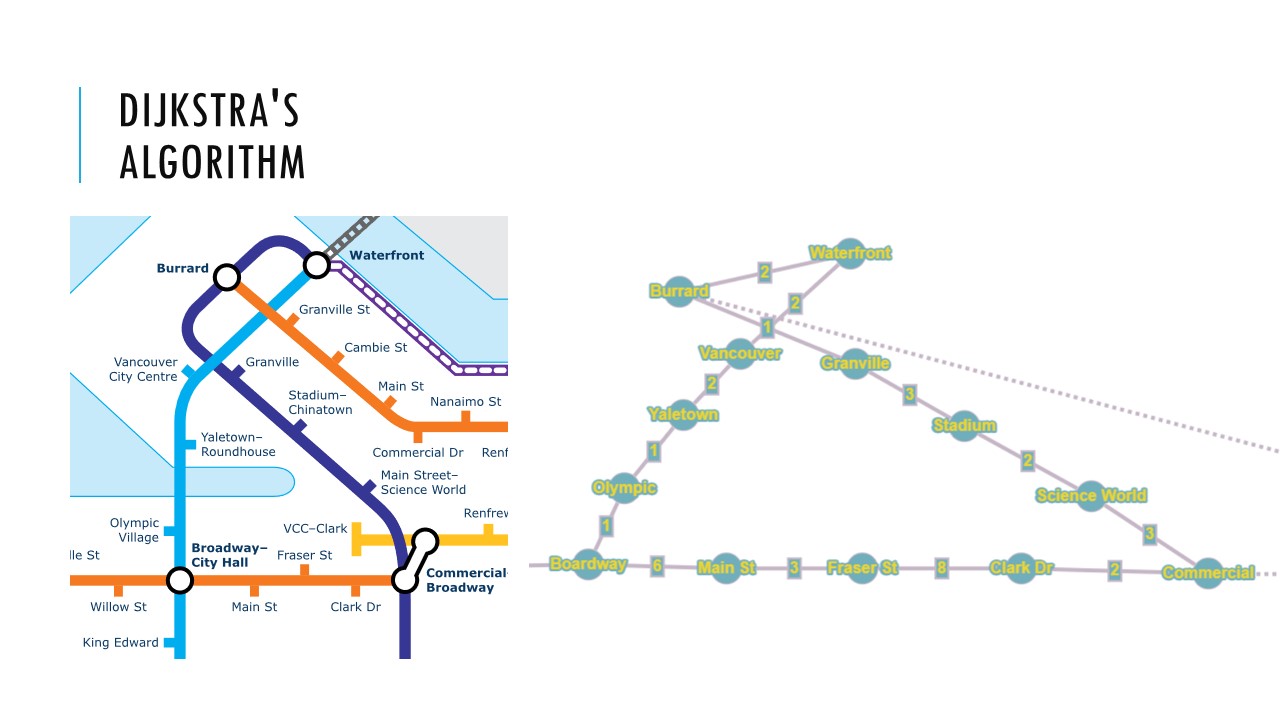 DIJKSTRA'S
ALGORITHM
Burrard
Waterfront
Granville St
Cambie St
Vancouver
City Centre
Granville
Main St
Stadium–
Chinatown
Nanaimo St
Yaletown–
Roundhouse
Commercial Dr
Renf
Main Street–
Science World
Renfrew
Olympic
Village
VCC–Clark
lle St
Broadway–
City Hall
Fraser St
Commercial
Broadway
Willow St
Main St
Clark Dr
King Edward
Waterfront
2
Burrard
2
1
Vancouver
Granville
2
3
Yaletown
Stadium
1
2
Olympic
Science World
1
3
Boardway
6
Main St
3
Fraser St
8
Clark Dr
2
Commercial